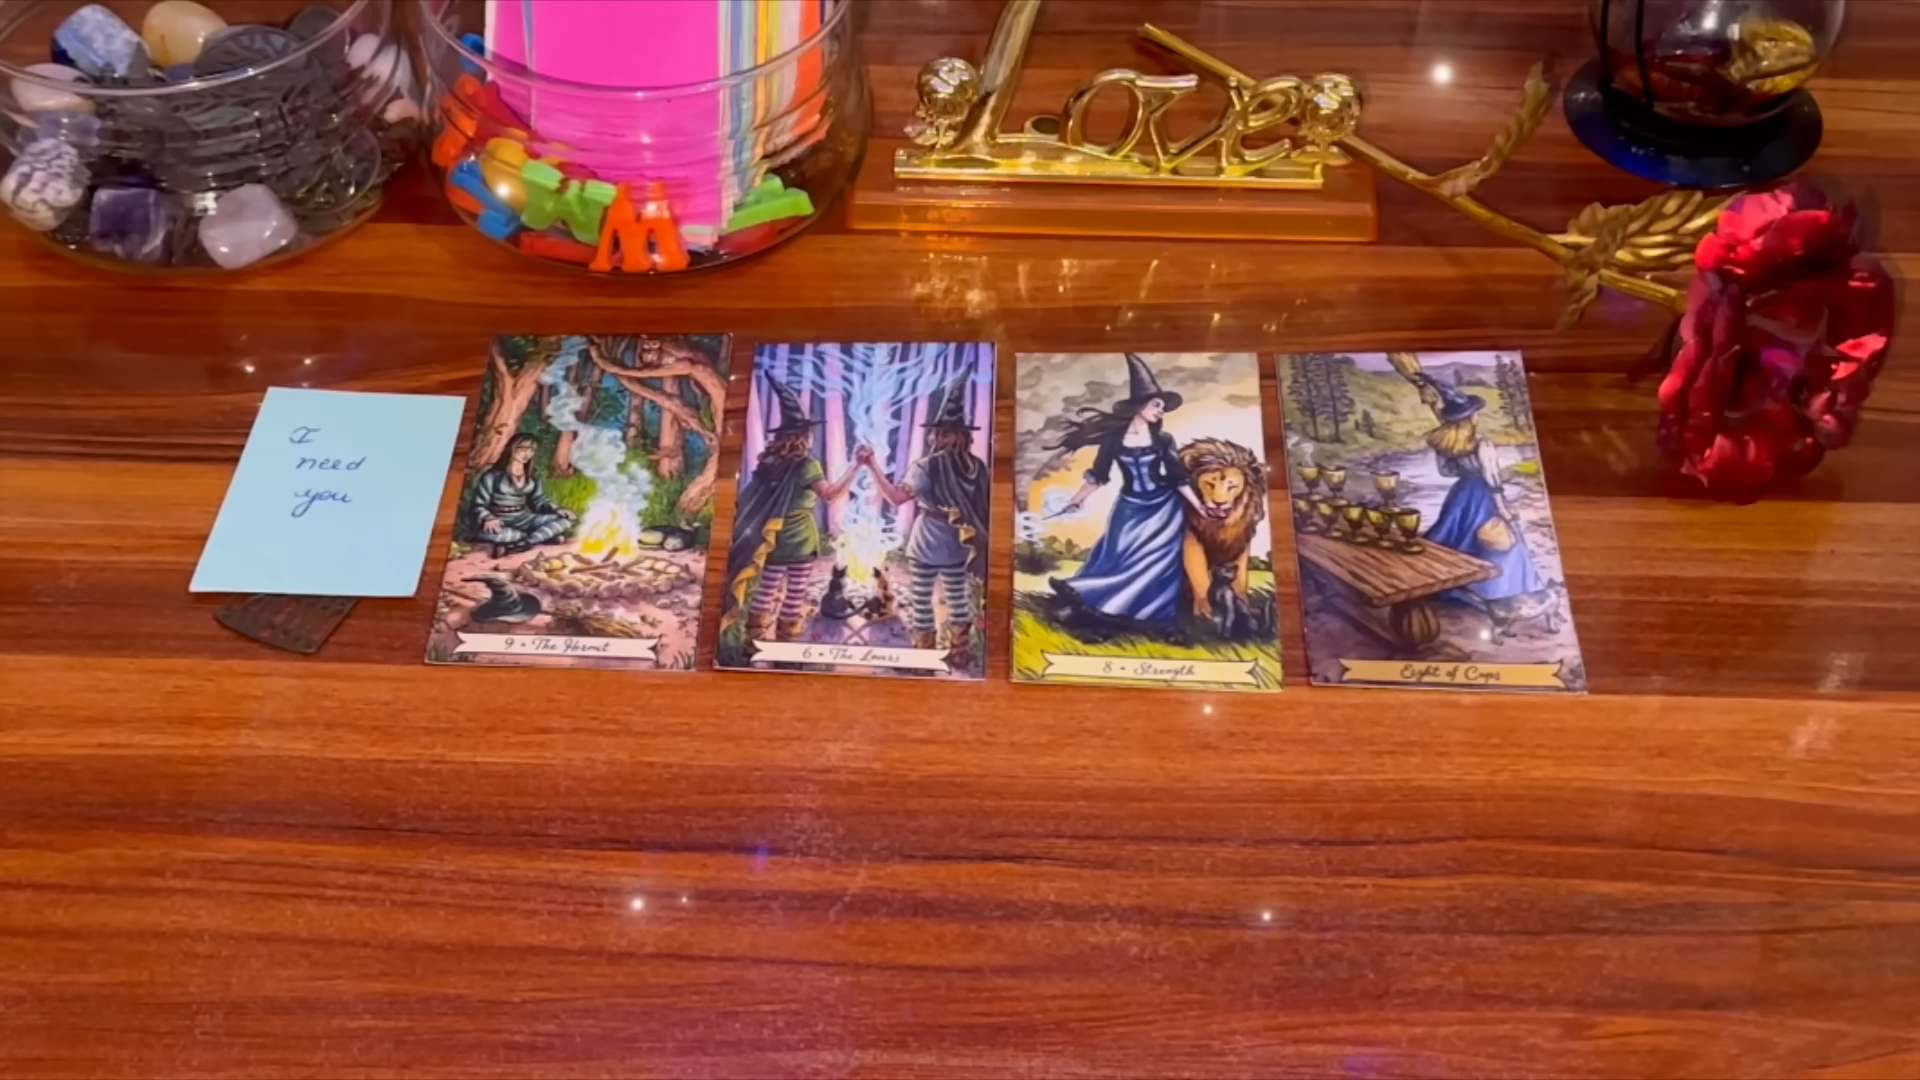 Love
I
need
you
9 • The Hermit
6 • The Lovers
8 • Strength
Eight of Cups